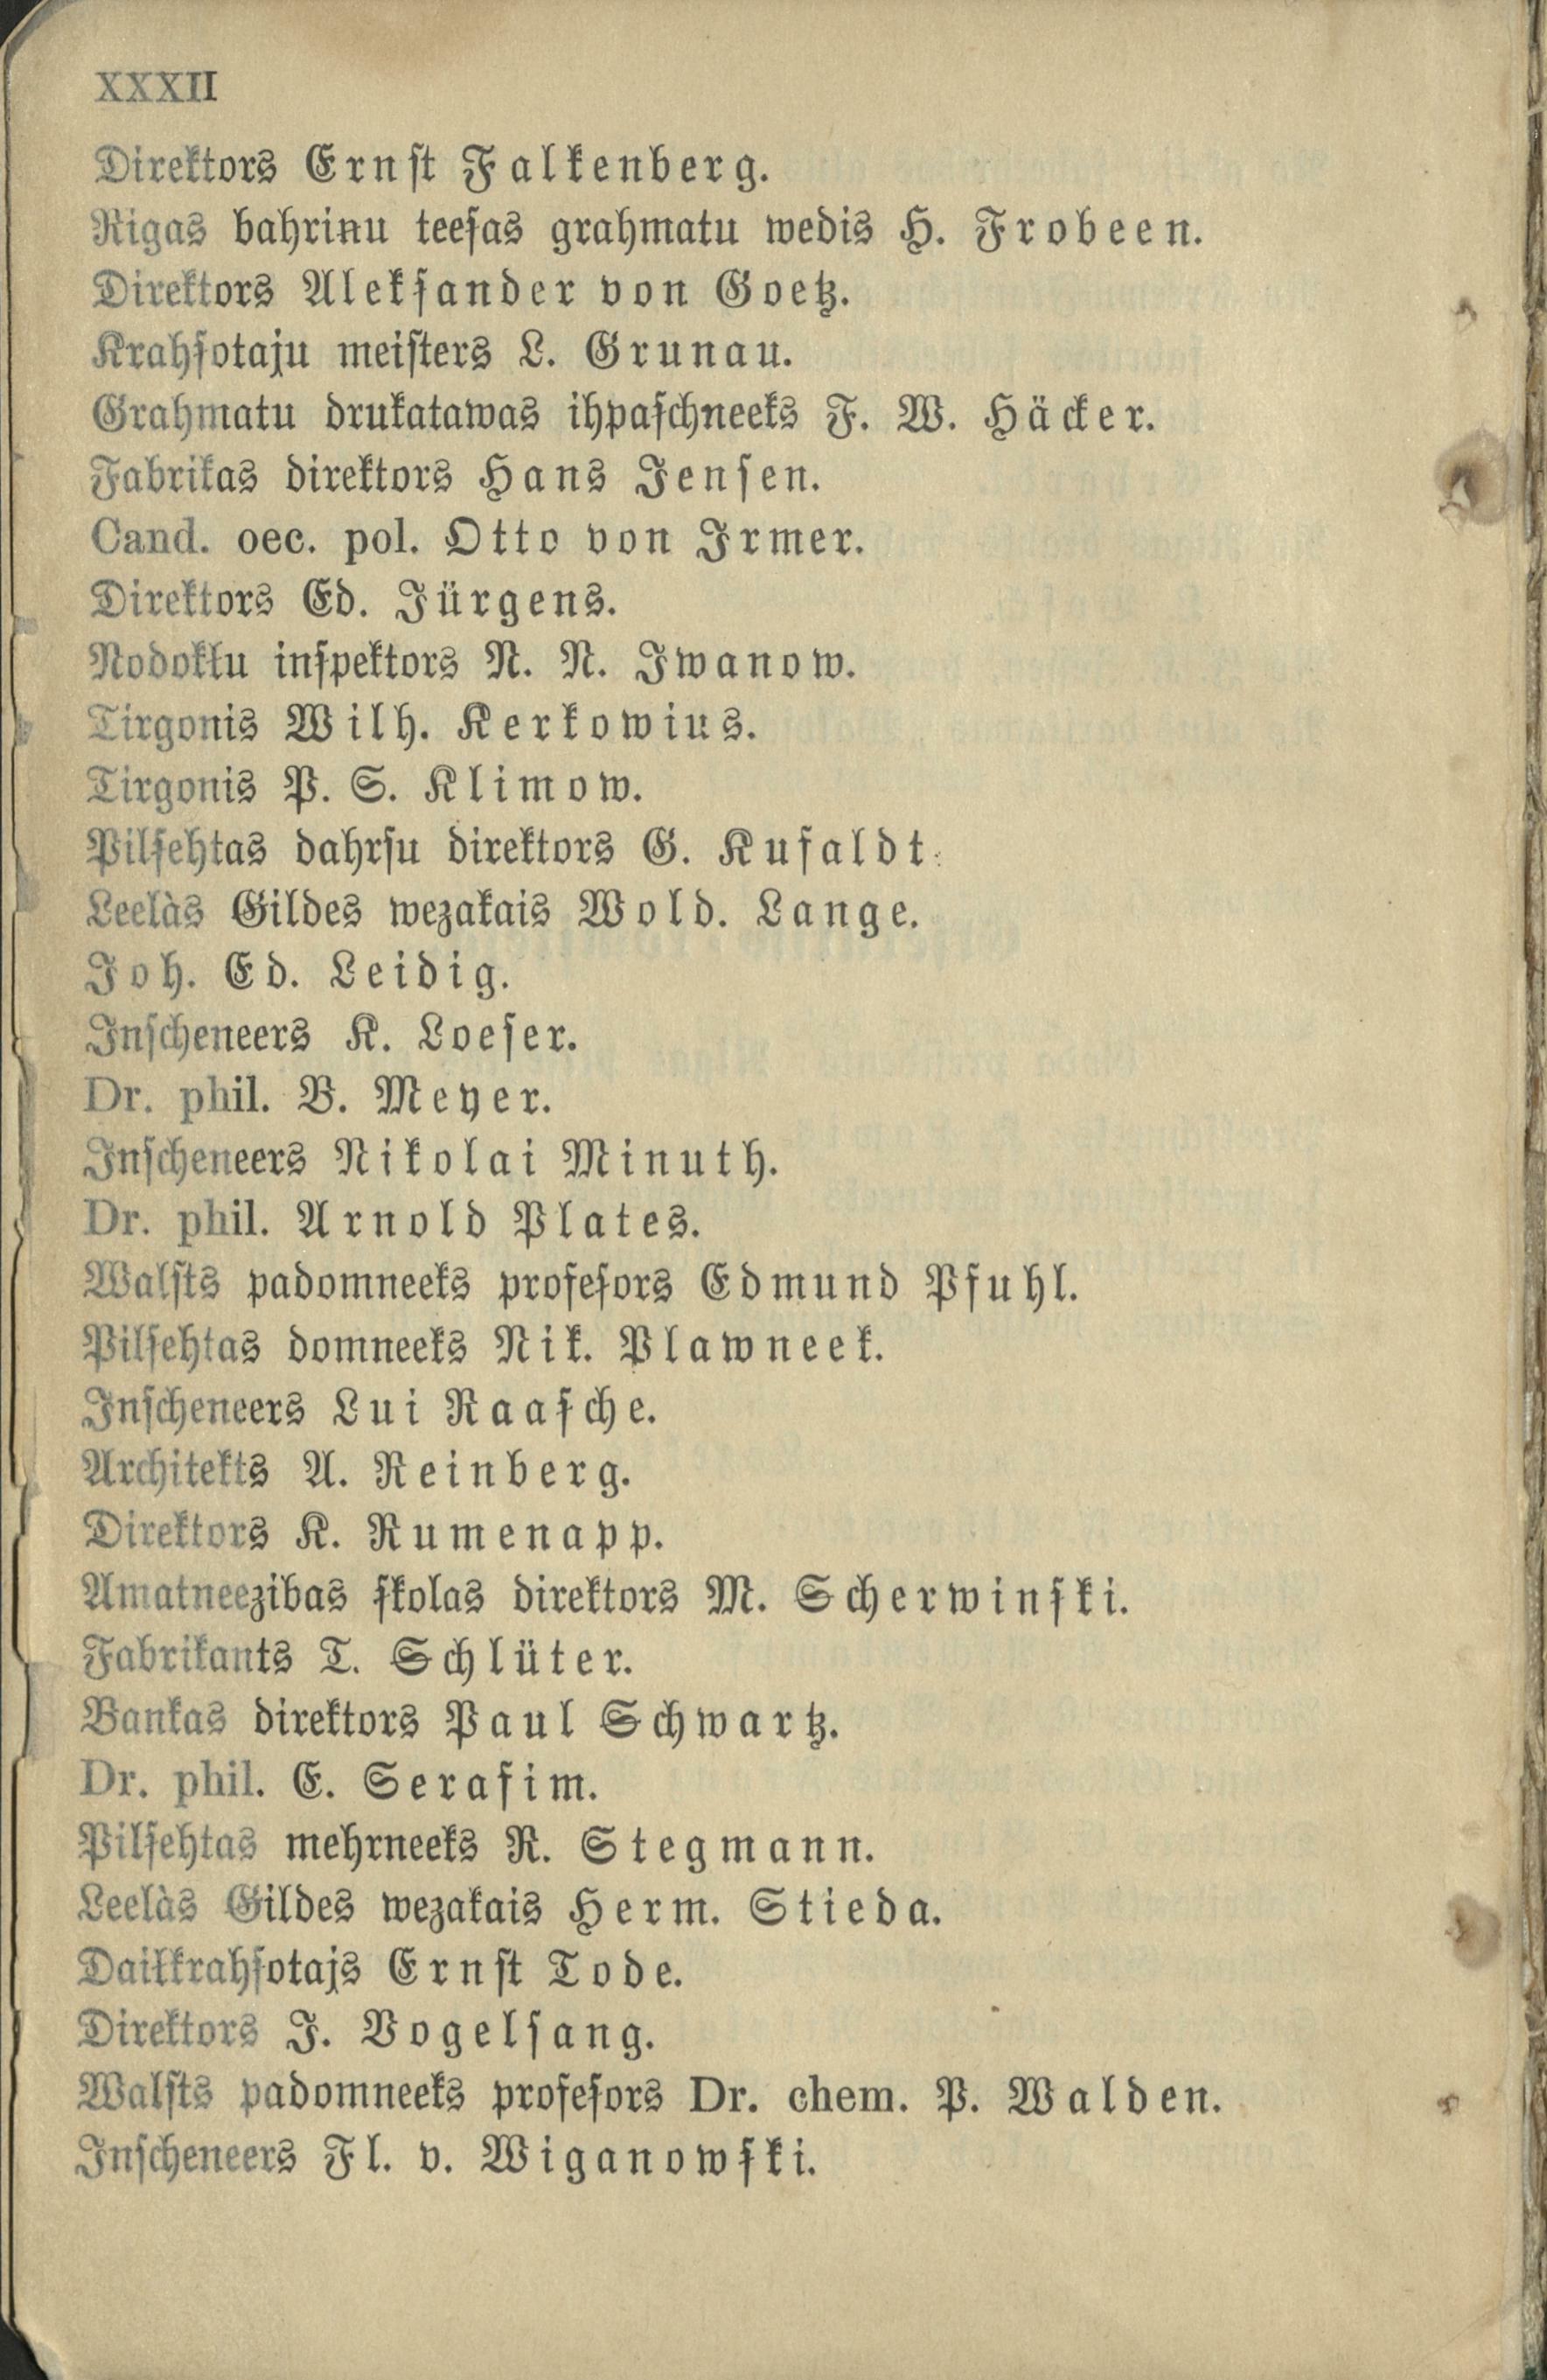 XXXII
Direktors Ernſt Falkenberg.
Rigas bahriņu teeſas grahmatu wedis H. Frobeen.
Direktors Alekſander von Goetz.
Krahſotaju meiſters L. Grunau.
Grahmatu drukatawas ihpaſchneeks F. W. Häcker.
Fabrikas direktors Hans Jenſen.
Cand. oec. pol. Otto von Irmer.
Direktors Ed. Jürgens.
Nodokłu inſpektors N. N. Iwanow.
Tirgonis Wilh. Kerkowius.
Tirgonis P. S. Klimow.
Pilſehtas dahrſu direktors G. Kufaldt.
Leelàs Gildes wezakais Wold. Lange.
Joh. Ed. Leidig.
Inſcheneers K. Loeſer.
Dr. phil. B. Meyer.
Inſcheneers Nikolai Minuth.
Dr. phil. Arnold Plates.
Walſts padomneeks profeſors Edmund Pfuhl.
Pilſehtas domneeks Nik. Plawneek.
Inſcheneers Lui Raaſche.
Architekts A. Reinberg.
Direktors K. Rumenapp.
Amatneezibas ſkolas direktors M. Scherwinſki.
Fabrikants T. Schlüter.
Bankas direktors Paul Schwartz.
Dr. phil. E. Serafim.
Pilſehtas mehrneeks R. Stegmann.
Leelàs Gildes wezakais Herm. Stieda.
Daiłkrahſotajs Ernſt Tode.
Direktors J. Vogelſang.
Walſts padomneeks profeſors Dr. chem. P. Walden.
Inſcheneers Fl. v. Wiganowſki.